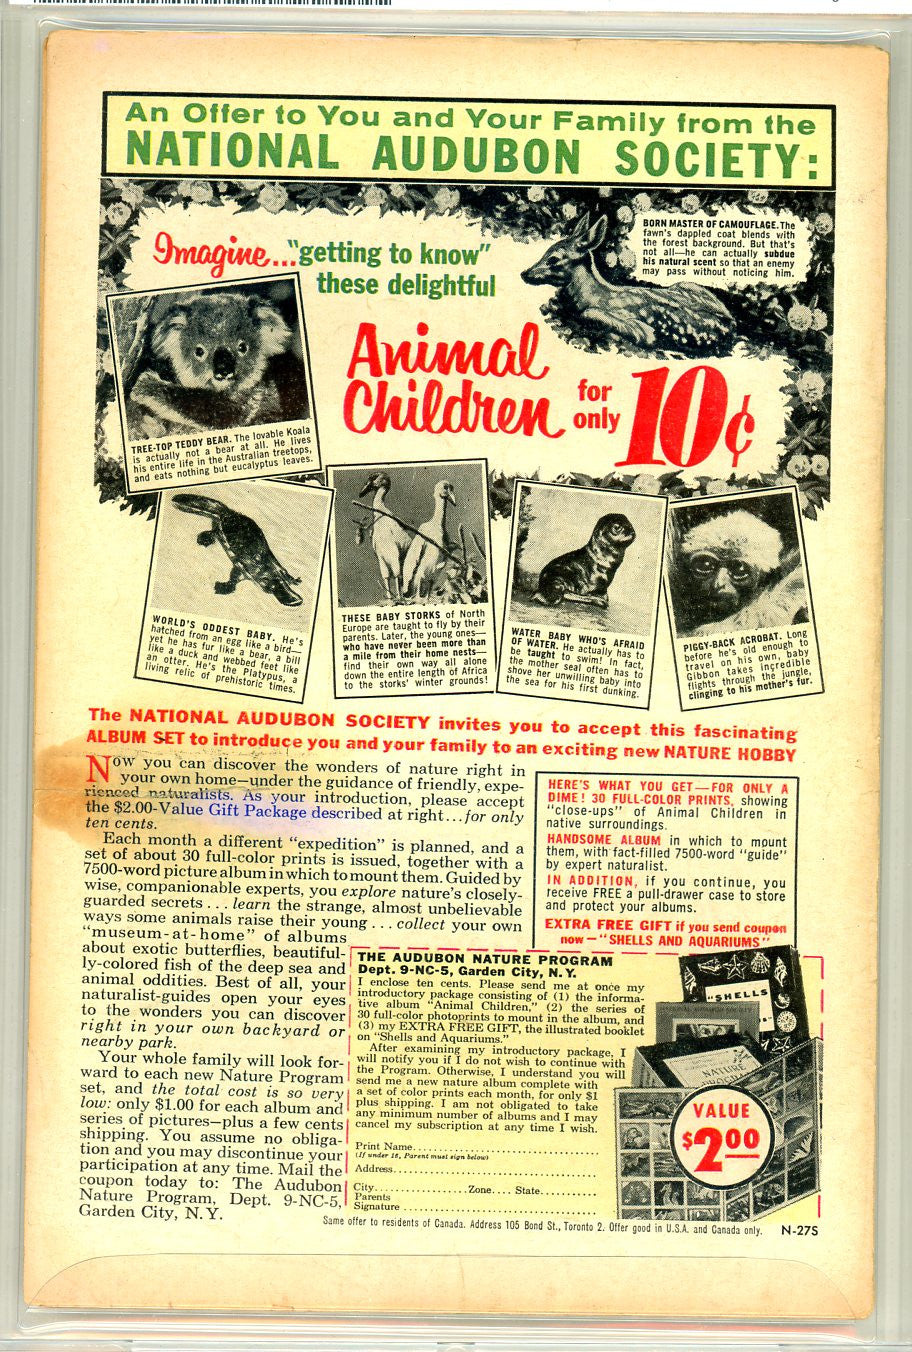 An Offer to You and Your Family from the
NATIONAL AUDUBON SOCIETY:
BORN MASTER OF CAMOUFLAGE. The
fawn's dappled coat blends with
the forest background. But that's
not all—he can actually subdue
his natural scent so that an enemy
may pass without noticing him.
Imagine..."getting to know"
these delightful
Animal
Children
for
only
10¢
TREE-TOP TEDDY BEAR. The lovable Koala
is actually not a bear at all. He lives
his entire life in the Australian treetops,
and eats nothing but eucalyptus leaves.
WORLD'S ODDEST BABY. He's
hatched from an egg like a bird—
yet he has fur like a bear, a bill
like a duck and webbed feet like
an otter. He's the Platypus, a
living relic of prehistoric times.
THESE BABY STORKS of North
Europe are taught to fly by their
parents. Later, the young ones—
who have never been more than
a mile from their home nests—
find their own way all alone
down the entire length of Africa
to the storks' winter grounds!
WATER BABY WHO'S AFRAID
OF WATER. He actually has to
be taught to swim! In fact,
the mother seal often has to
shove her unwilling baby into
the sea for his first dunking.
PIGGY-BACK ACROBAT. Long
before he's old enough to
travel on his own, baby
Gibbon takes incredible
flights through the jungle,
clinging to his mother's fur.
The NATIONAL AUDUBON SOCIETY invites you to accept this fascinating
ALBUM SET to introduce you and your family to an exciting new NATURE HOBBY
Now you can discover the wonders of nature right in
your own home—under the guidance of friendly, expe-
rienced naturalists. As your introduction, please accept
the $2.00-Value Gift Package described at right...for only
ten cents.
Each month a different "expedition" is planned, and a
set of about 30 full-color prints is issued, together with a
7500-word picture album in which to mount them. Guided by
wise, companionable experts, you explore nature's closely-
guarded secrets . . . learn the strange, almost unbelievable
ways some animals raise their young . . . collect your own
"museum-at-home" of albums
about exotic butterflies, beautiful-
ly-colored fish of the deep sea and
animal oddities. Best of all, your
naturalist-guides open your eyes
to the wonders you can discover
right in your own backyard or
nearby park.
Your whole family will look for-
ward to each new Nature Program
set, and the total cost is so very
low: only $1.00 for each album and
series of pictures—plus a few cents
shipping. You assume no obliga-
tion and you may discontinue your
participation at any time. Mail the
coupon today to: The Audubon
Nature Program, Dept. 9-NC-5,
Garden City, N. Y.
HERE'S WHAT YOU GET—FOR ONLY A
DIME! 30 FULL-COLOR PRINTS, showing
"close-ups" of Animal Children in
native surroundings.
HANDSOME ALBUM in which to mount
them, with fact-filled 7500-word "guide"
by expert naturalist.
IN ADDITION, if you continue, you
receive FREE a pull-drawer case to store
and protect your albums.
EXTRA FREE GIFT if you send coupon
now — "SHELLS AND AQUARIUMS"
THE AUDUBON NATURE PROGRAM
Dept. 9-NC-5, Garden City, N. Y.
I enclose ten cents. Please send me at once my
introductory package consisting of (1) the informa-
tive album "Animal Children," (2) the series of
30 full-color photoprints to mount in the album, and
(3) my EXTRA FREE GIFT, the illustrated booklet
on "Shells and Aquariums."
After examining my introductory package, I
will notify you if I do not wish to continue with
the Program. Otherwise, I understand you will
send me a new nature album complete with
a set of color prints each month, for only $1
plus shipping. I am not obligated to take
any minimum number of albums and I may
cancel my subscription at any time I wish.
Print Name
(If under 16, Parent must sign below)
Address
City Zone State
Parents
Signature
"SHELLS
NATURE
VALUE
$2.00
Same offer to residents of Canada. Address 105 Bond St., Toronto 2. Offer good in U.S.A. and Canada only. N-27S